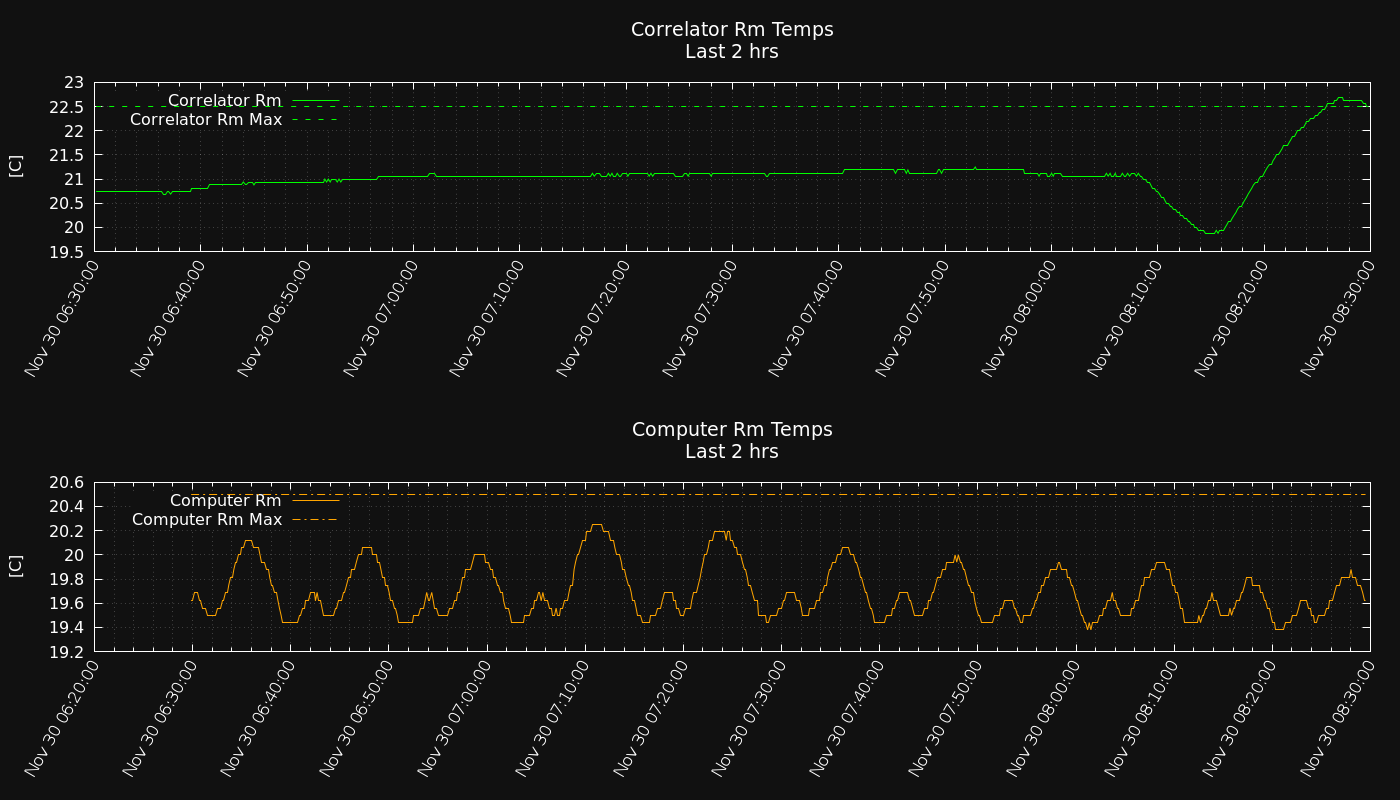 Correlator Rm Temps
Last 2 hrs
23
22.5
22
21.5
21
20.5
20
19.5
[C]
Correlator Rm
Correlator Rm Max
Nov 30 06:30:00
Nov 30 06:40:00
Nov 30 06:50:00
Nov 30 07:00:00
Nov 30 07:10:00
Nov 30 07:20:00
Nov 30 07:30:00
Nov 30 07:40:00
Nov 30 07:50:00
Nov 30 08:00:00
Nov 30 08:10:00
Nov 30 08:20:00
Nov 30 08:30:00
Computer Rm Temps
Last 2 hrs
20.6
20.4
20.2
20
19.8
19.6
19.4
19.2
[C]
Computer Rm
Computer Rm Max
Nov 30 06:20:00
Nov 30 06:30:00
Nov 30 06:40:00
Nov 30 06:50:00
Nov 30 07:00:00
Nov 30 07:10:00
Nov 30 07:20:00
Nov 30 07:30:00
Nov 30 07:40:00
Nov 30 07:50:00
Nov 30 08:00:00
Nov 30 08:10:00
Nov 30 08:20:00
Nov 30 08:30:00